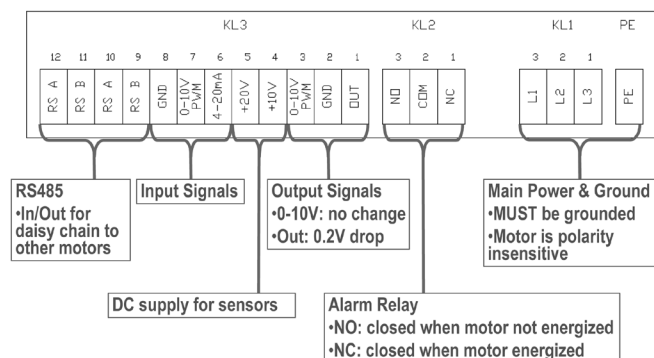 KL3 KL2 KL1 PE
12 11 10 9 8 7 6 5 4 3 2 1 3 2 1 3 2 1
RS A
RS B
RS A
RS B
GND
0-10V
PWM
4-20mA
+20V
+10V
0-10V
PWM
GND
OUT
NO
COM
NC
L1
L2
L3
PE
RS485
•In/Out for
daisy chain to
other motors
Input Signals
Output Signals
•0-10V: no change
•Out: 0.2V drop
Main Power & Ground
•MUST be grounded
•Motor is polarity
insensitive
DC supply for sensors
Alarm Relay
•NO: closed when motor not energized
•NC: closed when motor energized